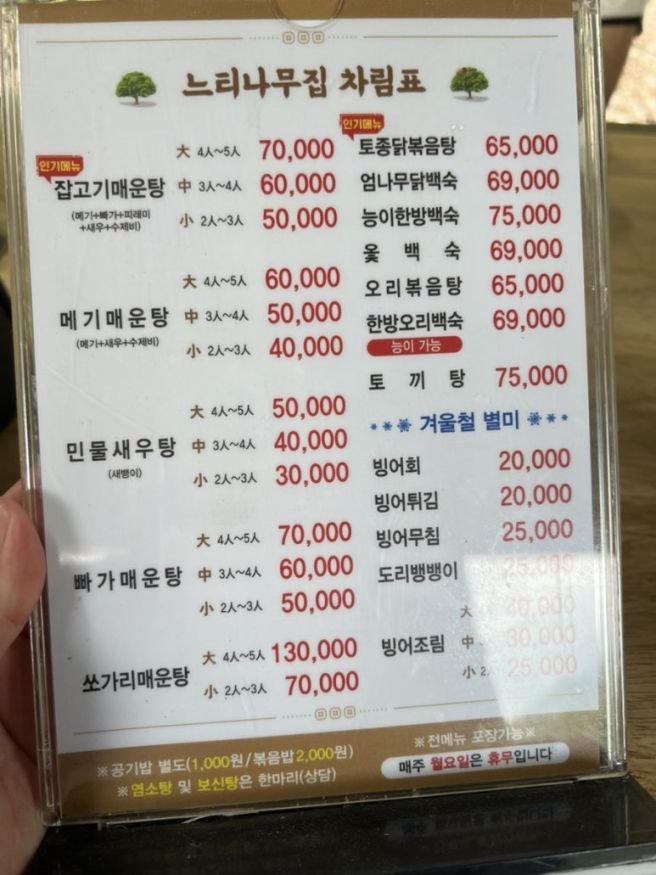 느티나무집 차림표
인기메뉴
잡고기매운탕
(메기+빠가+피래미
+새우+수제비)
大 4人~5人 70,000
中 3人~4人 60,000
小 2人~3人 50,000
메기매운탕
(메기+새우+수제비)
大 4人~5人 60,000
中 3人~4人 50,000
小 2人~3人 40,000
민물새우탕
(새뱅이)
大 4人~5人 50,000
中 3人~4人 40,000
小 2人~3人 30,000
빠가매운탕
大 4人~5人 70,000
中 3人~4人 60,000
小 2人~3人 50,000
쏘가리매운탕
大 4人~5人 130,000
小 2人~3人 70,000
인기메뉴
토종닭볶음탕 65,000
엄나무닭백숙 69,000
능이한방백숙 75,000
옻백숙 69,000
오리볶음탕 65,000
한방오리백숙 69,000
능이 가능
토끼탕 75,000
겨울철 별미
빙어회 20,000
빙어튀김 20,000
빙어무침 25,000
도리뱅뱅이 25,000
빙어조림
大 40,000
中 30,000
小 2人 25,000
※공기밥 별도(1,000원/볶음밥2,000원)
※염소탕 및 보신탕은 한마리(상담)
※전메뉴 포장가능※
매주 월요일은 휴무입니다